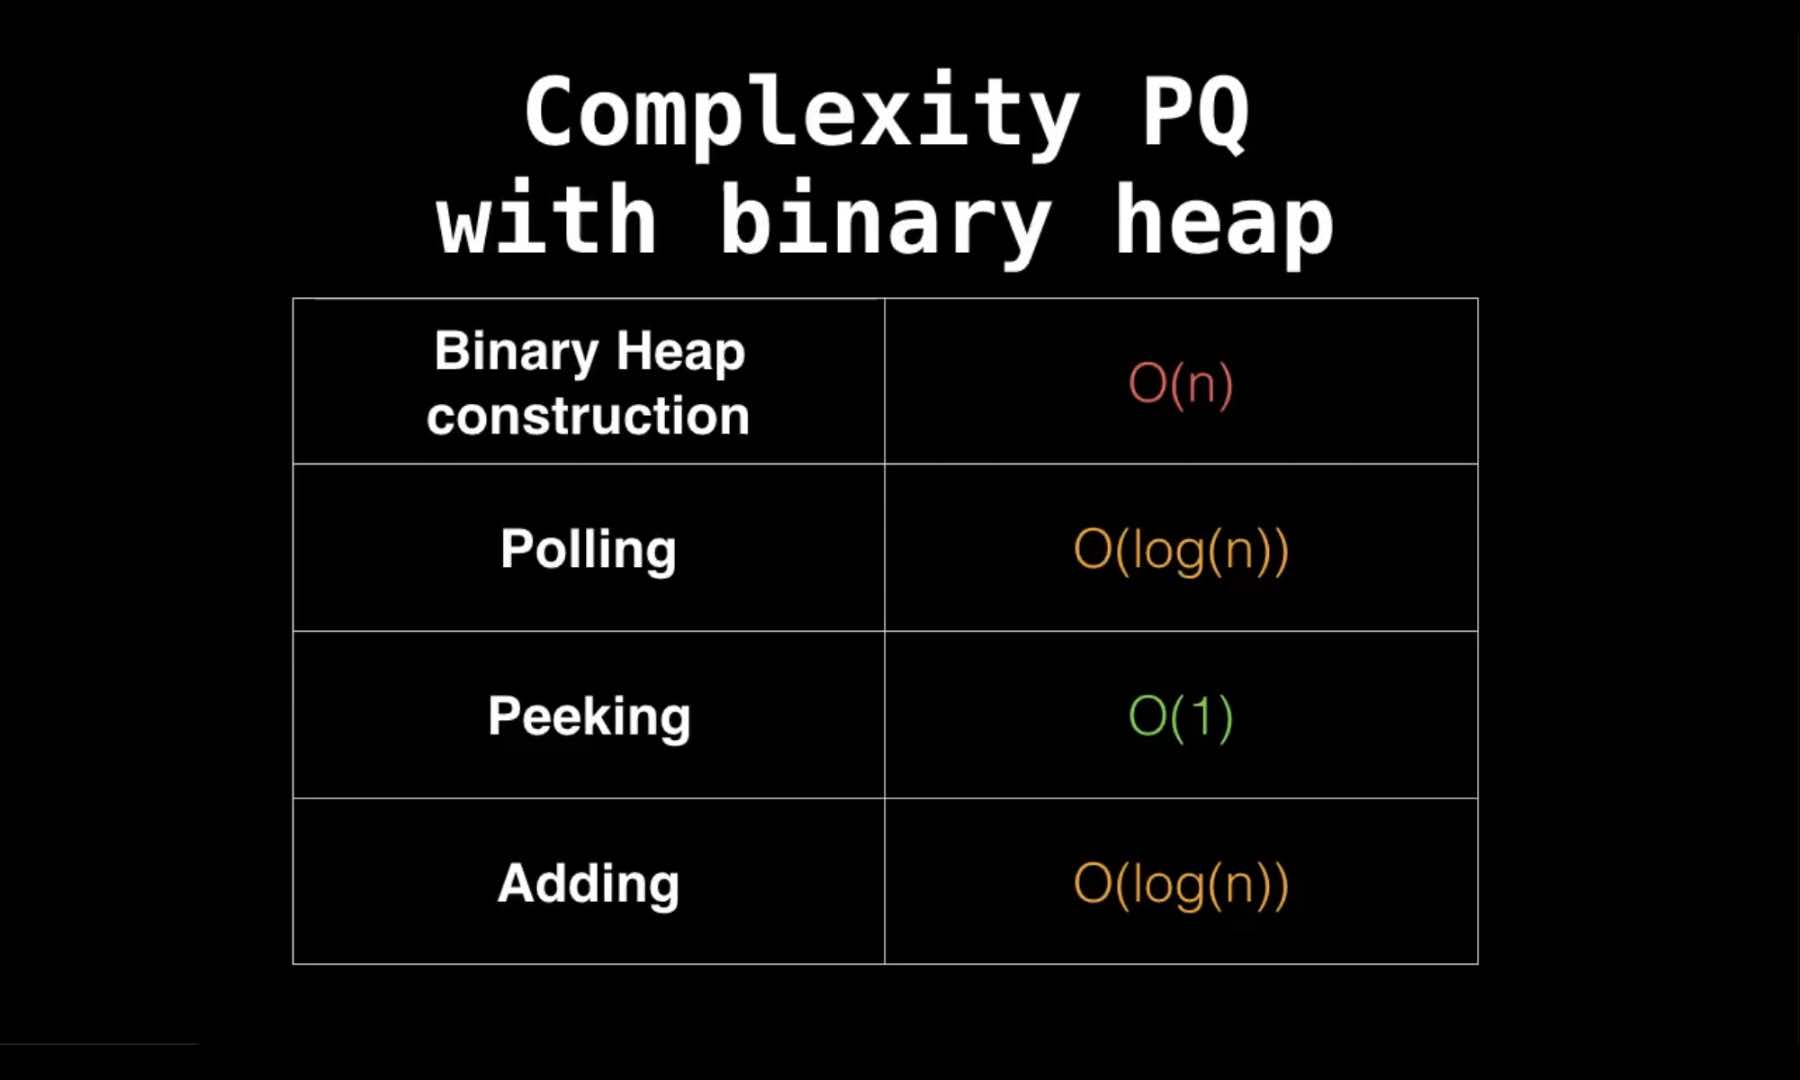 Complexity PQ
with binary heap
Binary Heap
construction
O(n)
Polling
O(log(n))
Peeking
O(1)
Adding
O(log(n))